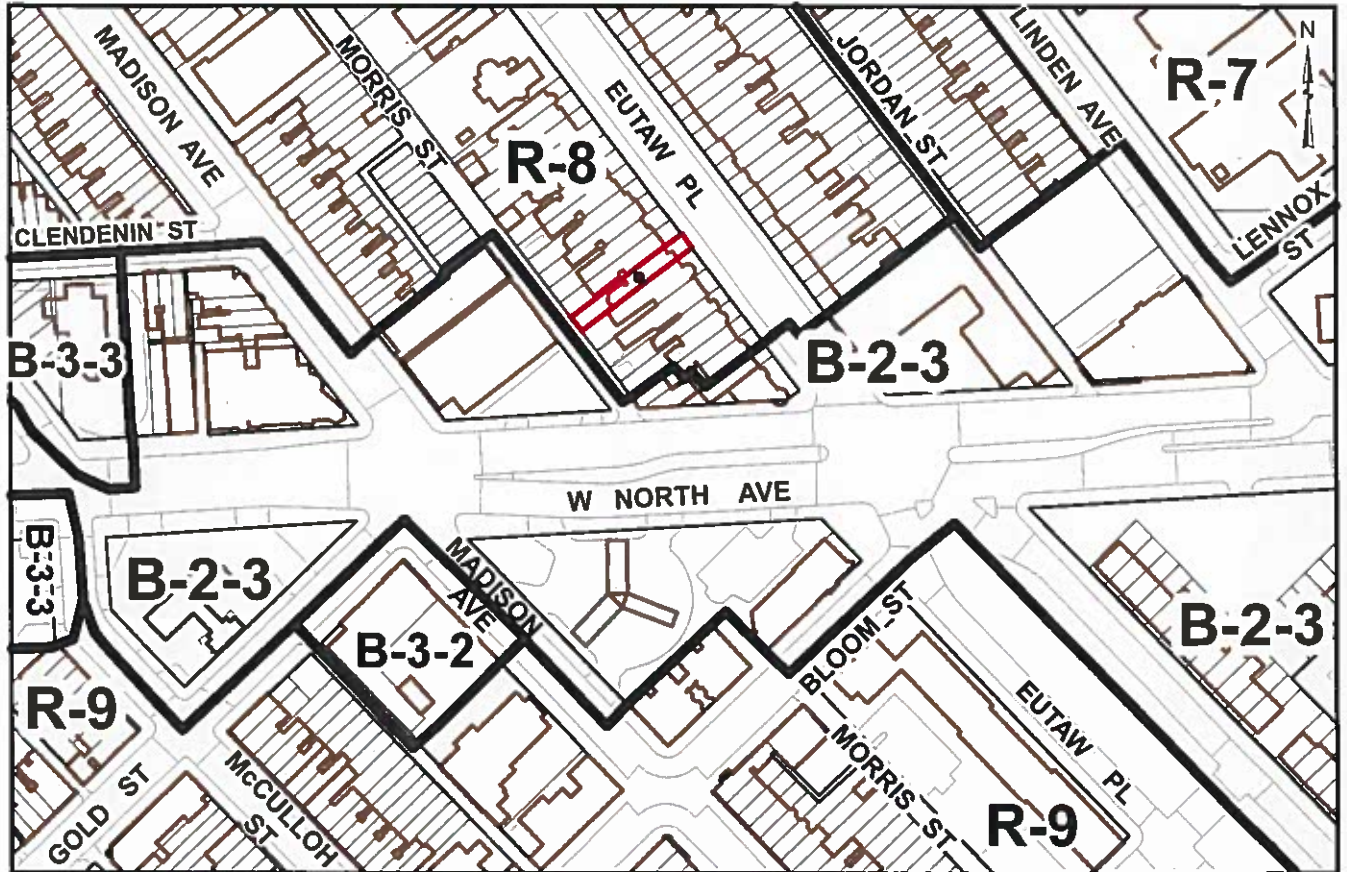 MADISON AVE
MORRIS ST
EUTAW PL
JORDAN ST
LINDEN AVE
N
R-7
R-8
LENNOX ST
CLENDENIN ST
B-3-3
B-2-3
W NORTH AVE
B-3-3
B-2-3
MADISON AVE
B-3-2
BLOOM ST
B-2-3
R-9
EUTAW PL
MORRIS ST
R-9
GOLD ST
McCULLOH ST